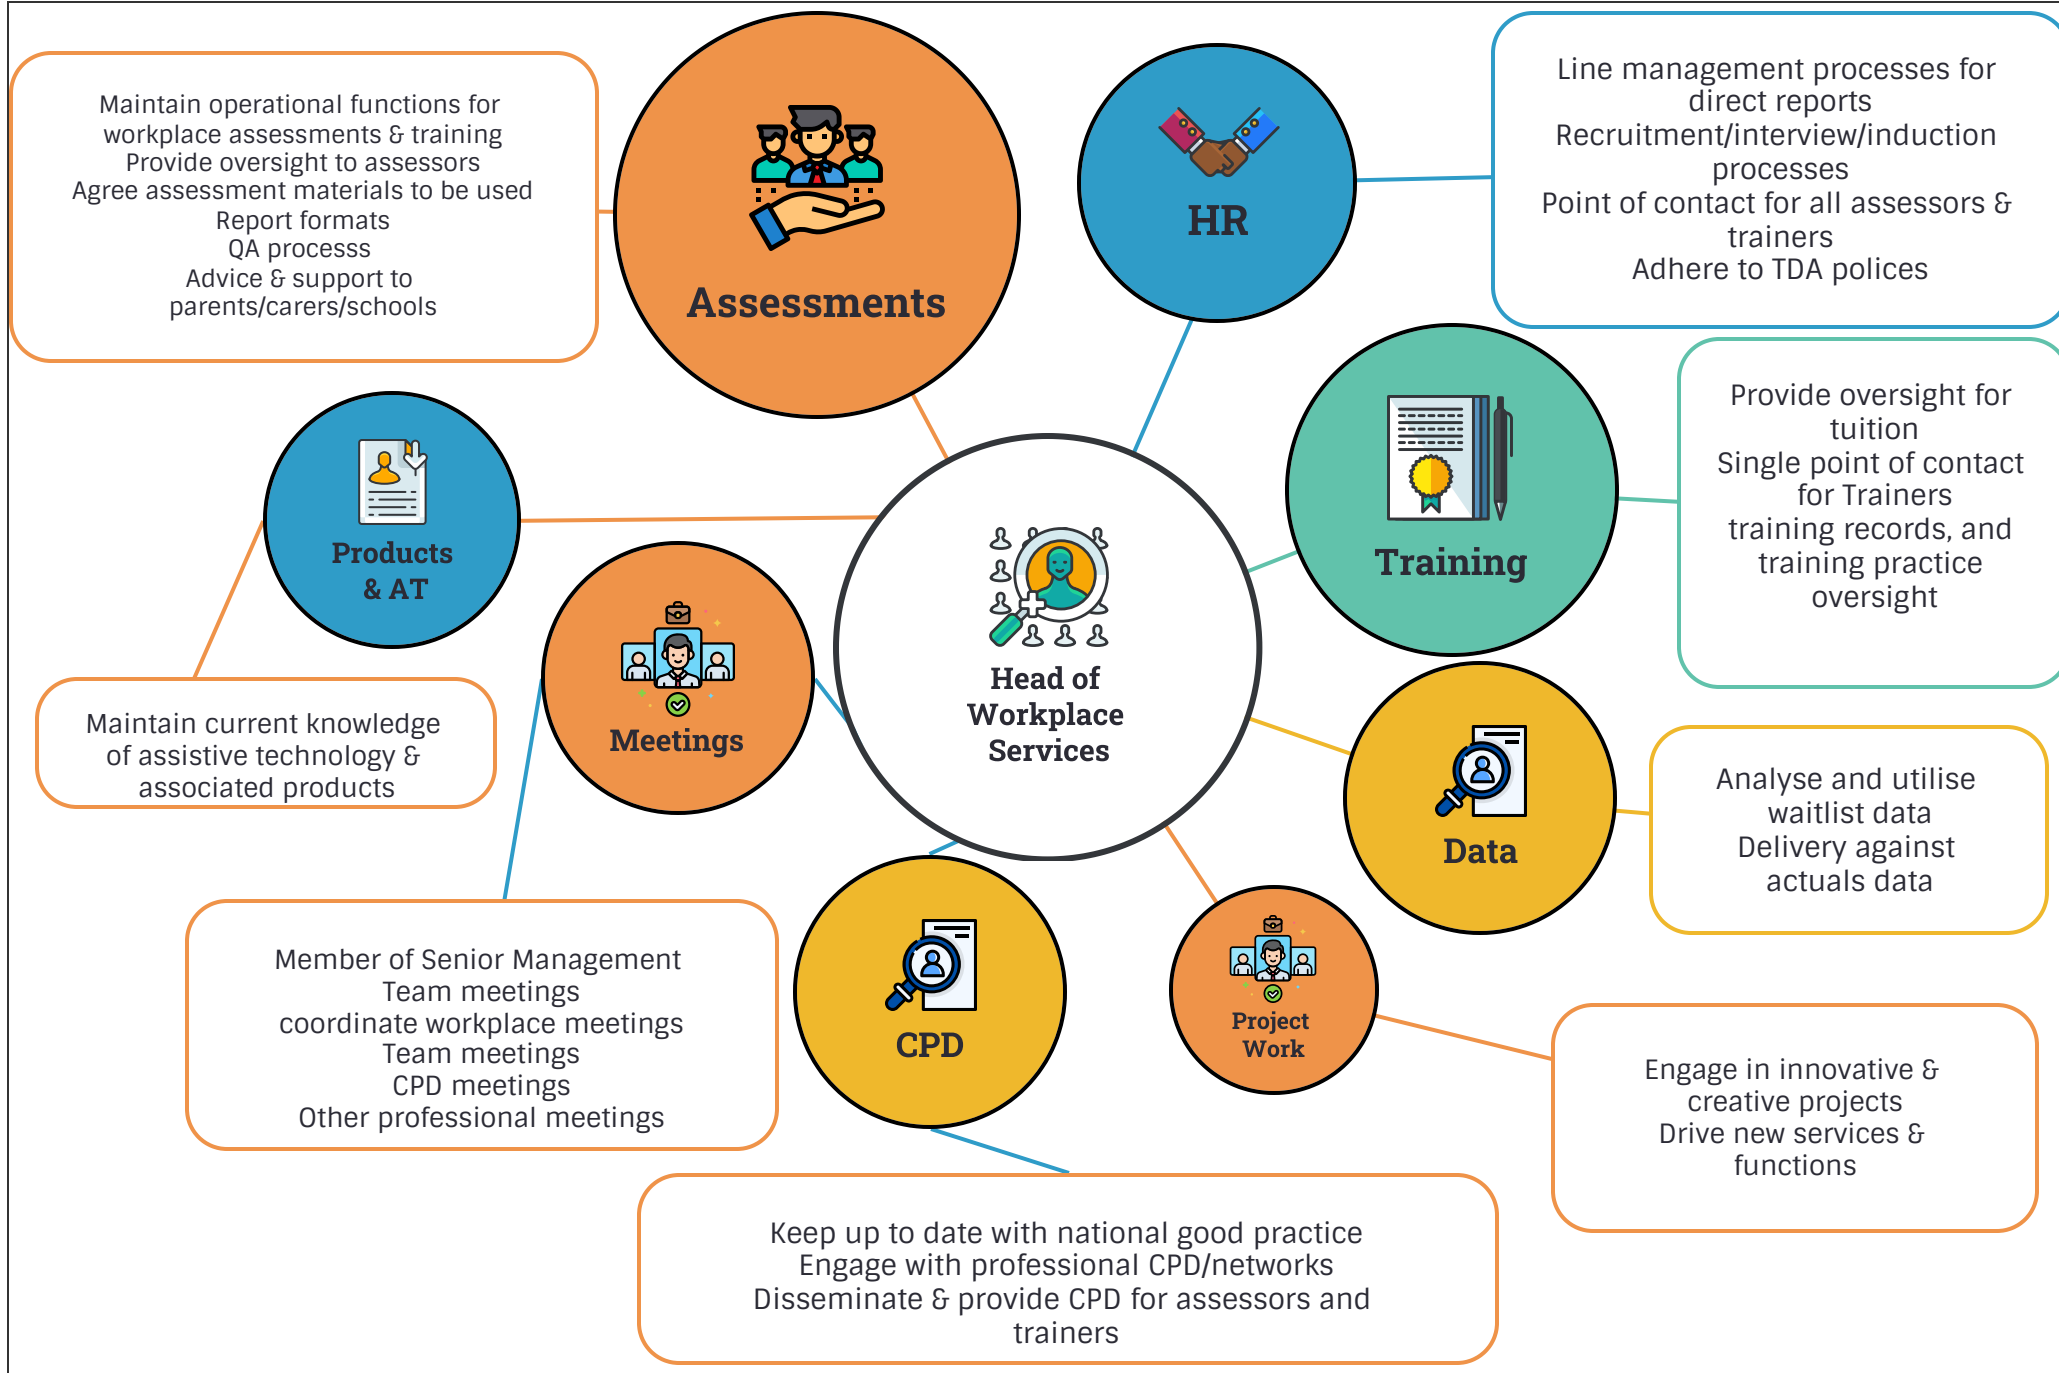 Maintain operational functions for
workplace assessments & training
Provide oversight to assessors
Agree assessment materials to be used
Report formats
QA processs
Advice & support to
parents/carers/schools
Assessments
HR
Line management processes for
direct reports
Recruitment/interview/induction
processes
Point of contact for all assessors &
trainers
Adhere to TDA polices
Products
& AT
Maintain current knowledge
of assistive technology &
associated products
Meetings
Head of
Workplace
Services
Training
Provide oversight for
tuition
Single point of contact
for Trainers
training records, and
training practice
oversight
Data
Analyse and utilise
waitlist data
Delivery against
actuals data
Member of Senior Management
Team meetings
coordinate workplace meetings
Team meetings
CPD meetings
Other professional meetings
CPD
Project
Work
Engage in innovative &
creative projects
Drive new services &
functions
Keep up to date with national good practice
Engage with professional CPD/networks
Disseminate & provide CPD for assessors and
trainers